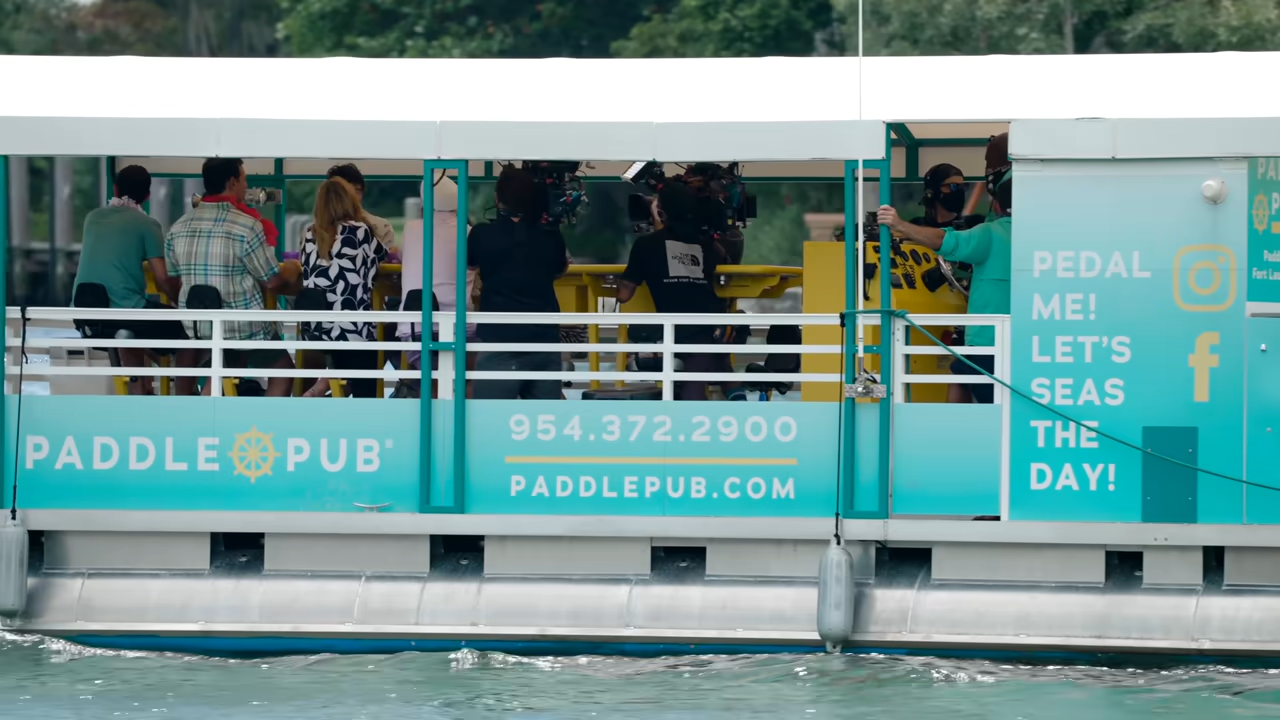 PADDLE PUB®
954.372.2900
PADDLEPUB.COM
PEDAL
ME!
LET'S
SEAS
THE
DAY!
THE
NORTH
FACE